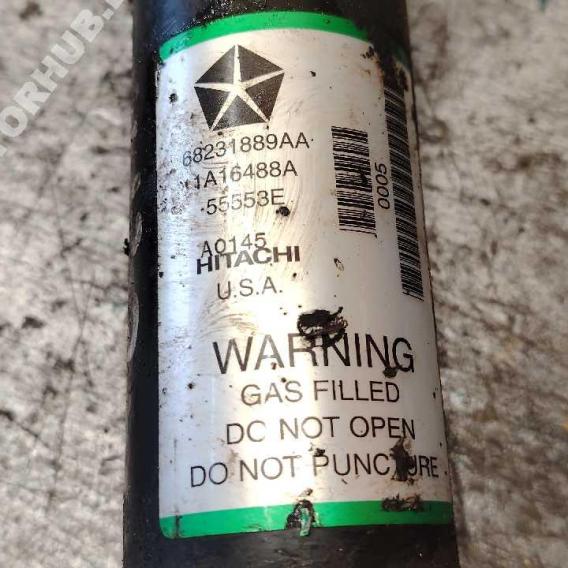 68231889AA
1A16488A
55553E
A0145
HITACHI
U.S.A.
WARNING
GAS FILLED
DO NOT OPEN
DO NOT PUNCTURE
0005